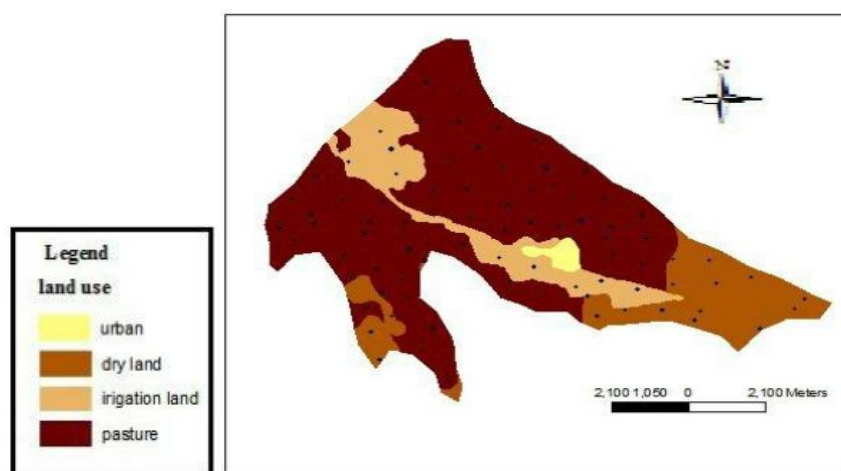 N
Legend
land use
urban
dry land
irigation land
pasture
2,100 1,050 0 2,100 Meters